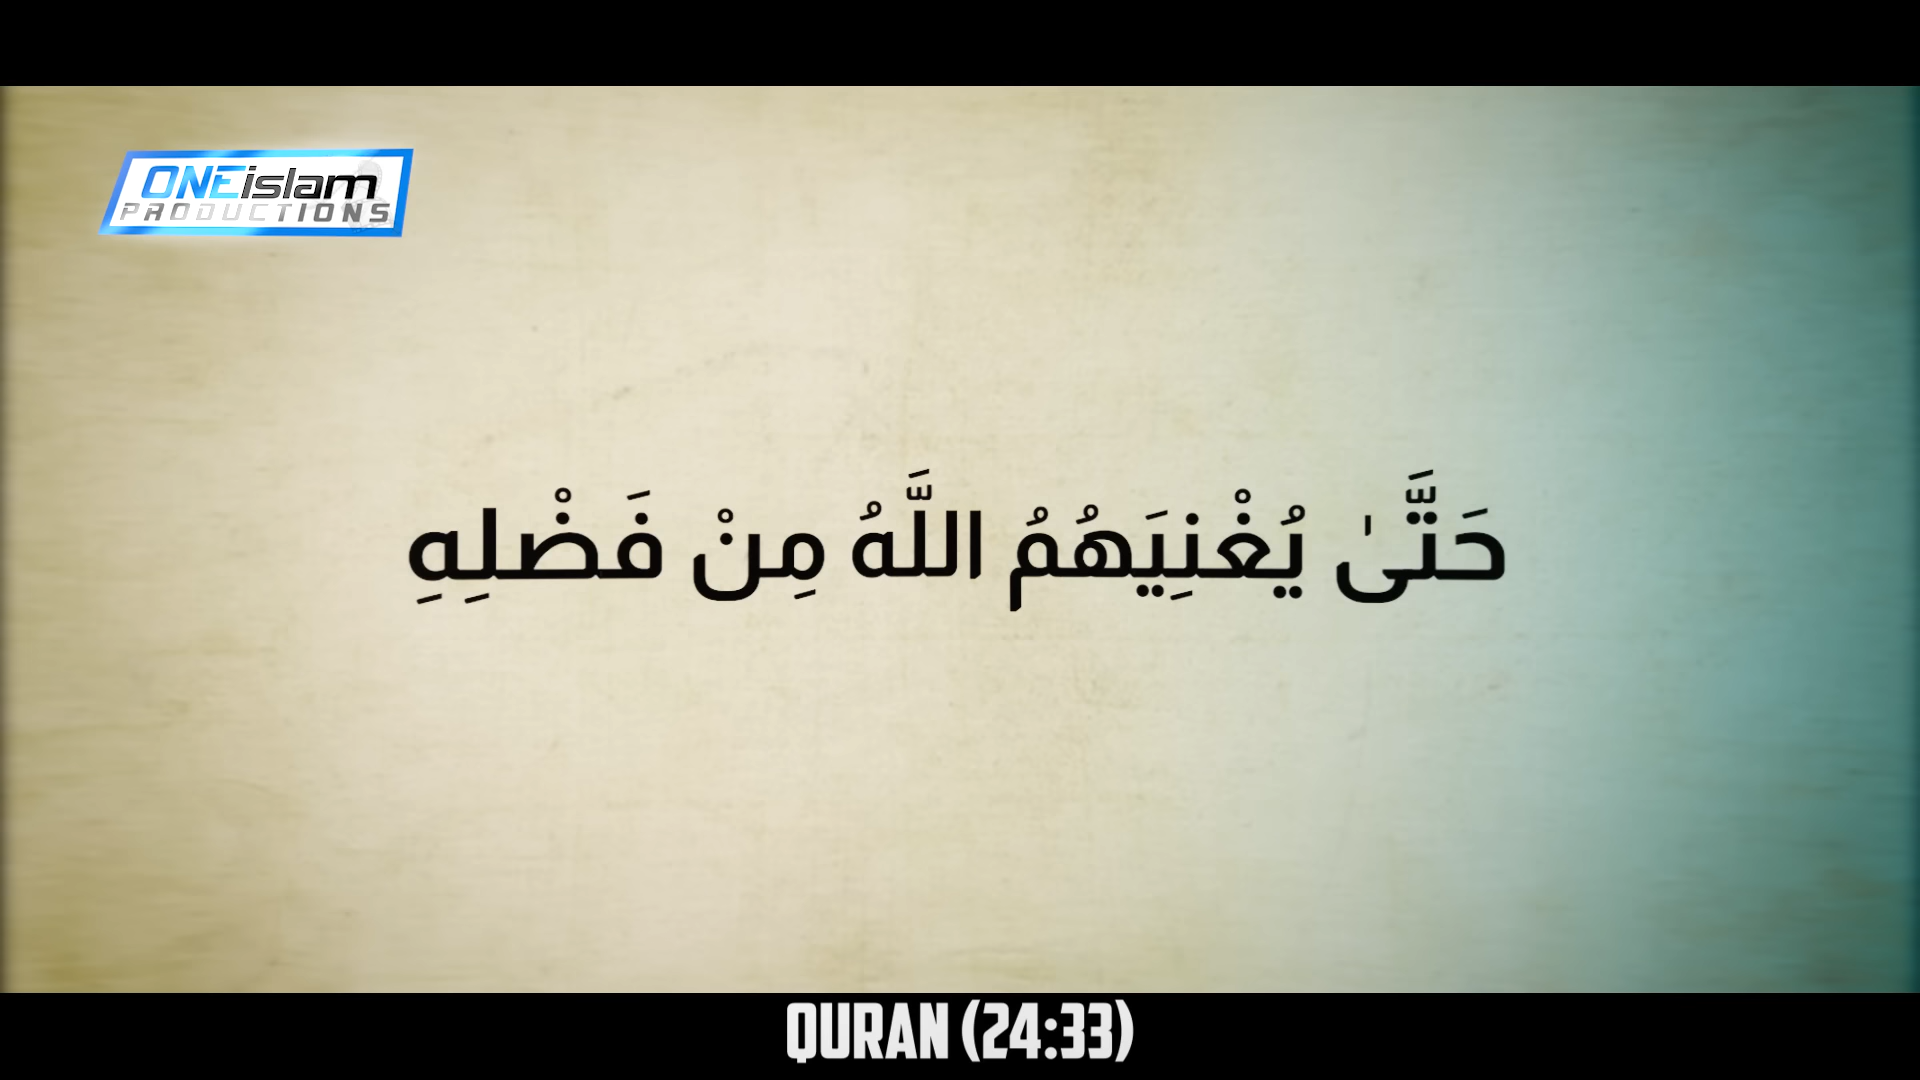 ONEislam
PRODUCTIONS
حَتَّىٰ يُغْنِيَهُمُ اللَّهُ مِنْ فَضْلِهِ
QURAN (24:33)